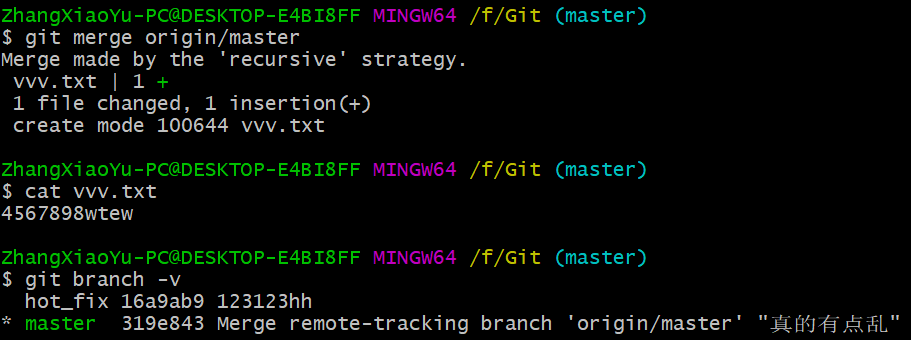 ZhangXiaoYu-PC@DESKTOP-E4BI8FF MINGW64 /f/Git (master)
$ git merge origin/master
Merge made by the 'recursive' strategy.
vvv.txt | 1 +
1 file changed, 1 insertion(+)
create mode 100644 vvv.txt
ZhangXiaoYu-PC@DESKTOP-E4BI8FF MINGW64 /f/Git (master)
$ cat vvv.txt
4567898wtew
ZhangXiaoYu-PC@DESKTOP-E4BI8FF MINGW64 /f/Git (master)
$ git branch -v
hot_fix 16a9ab9 123123hh
* master 319e843 Merge remote-tracking branch 'origin/master' "真的有点乱"